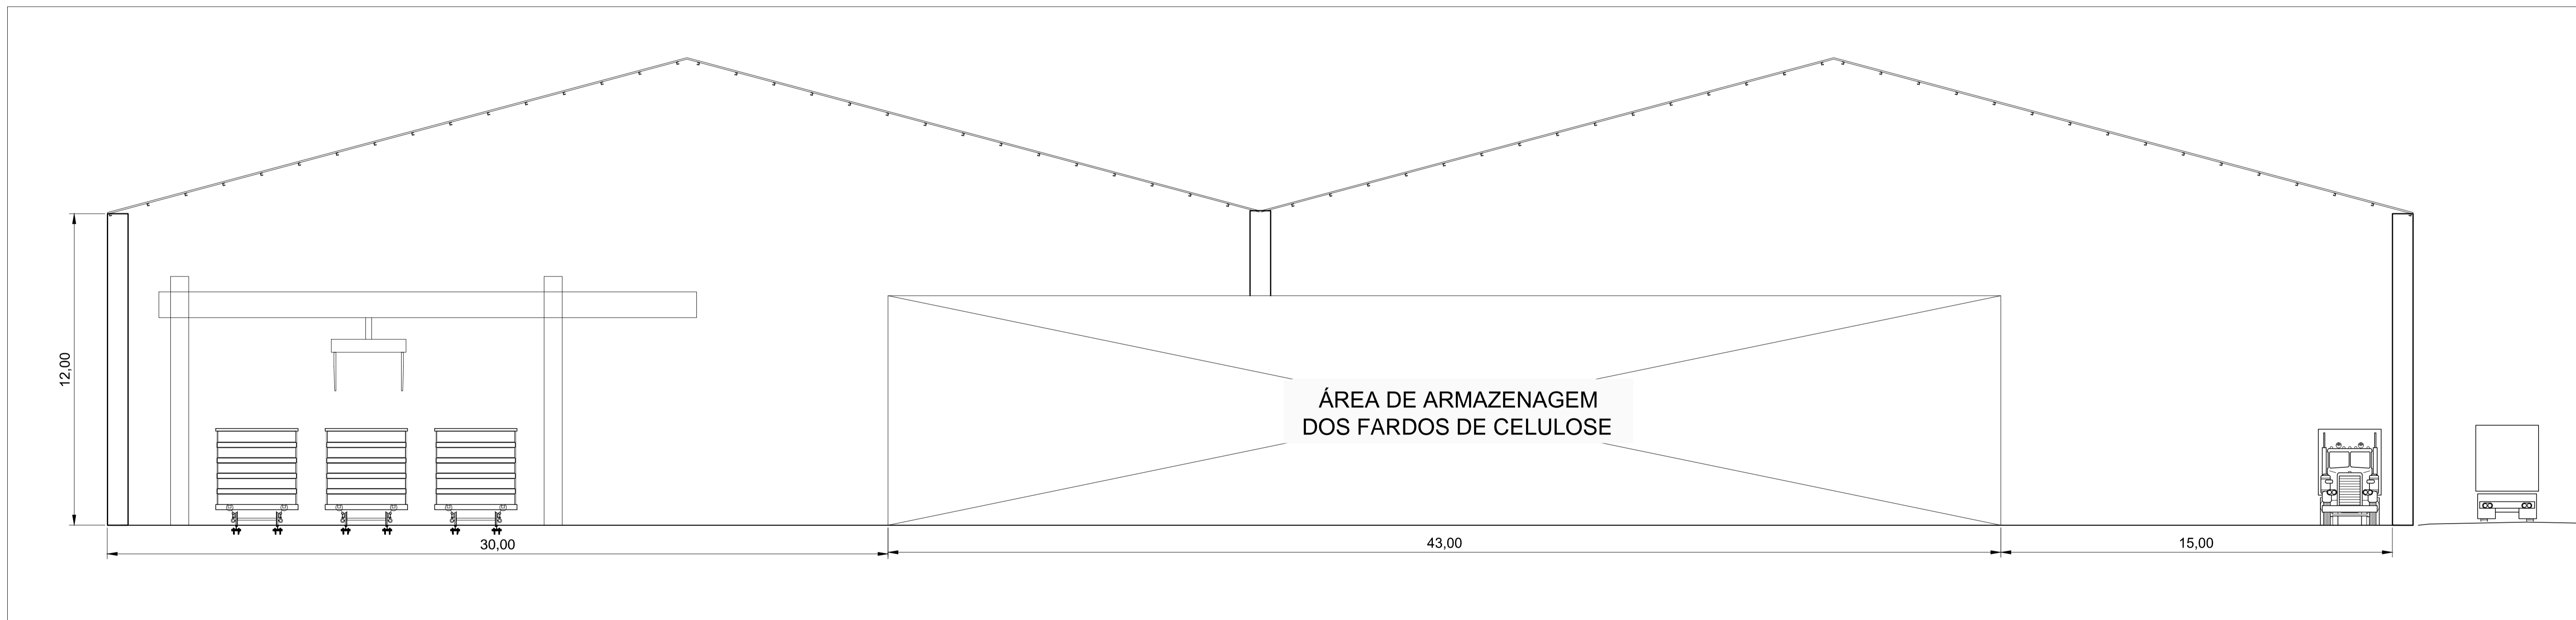 12,00
ÁREA DE ARMAZENAGEM
DOS FARDOS DE CELULOSE
30,00
43,00
15,00